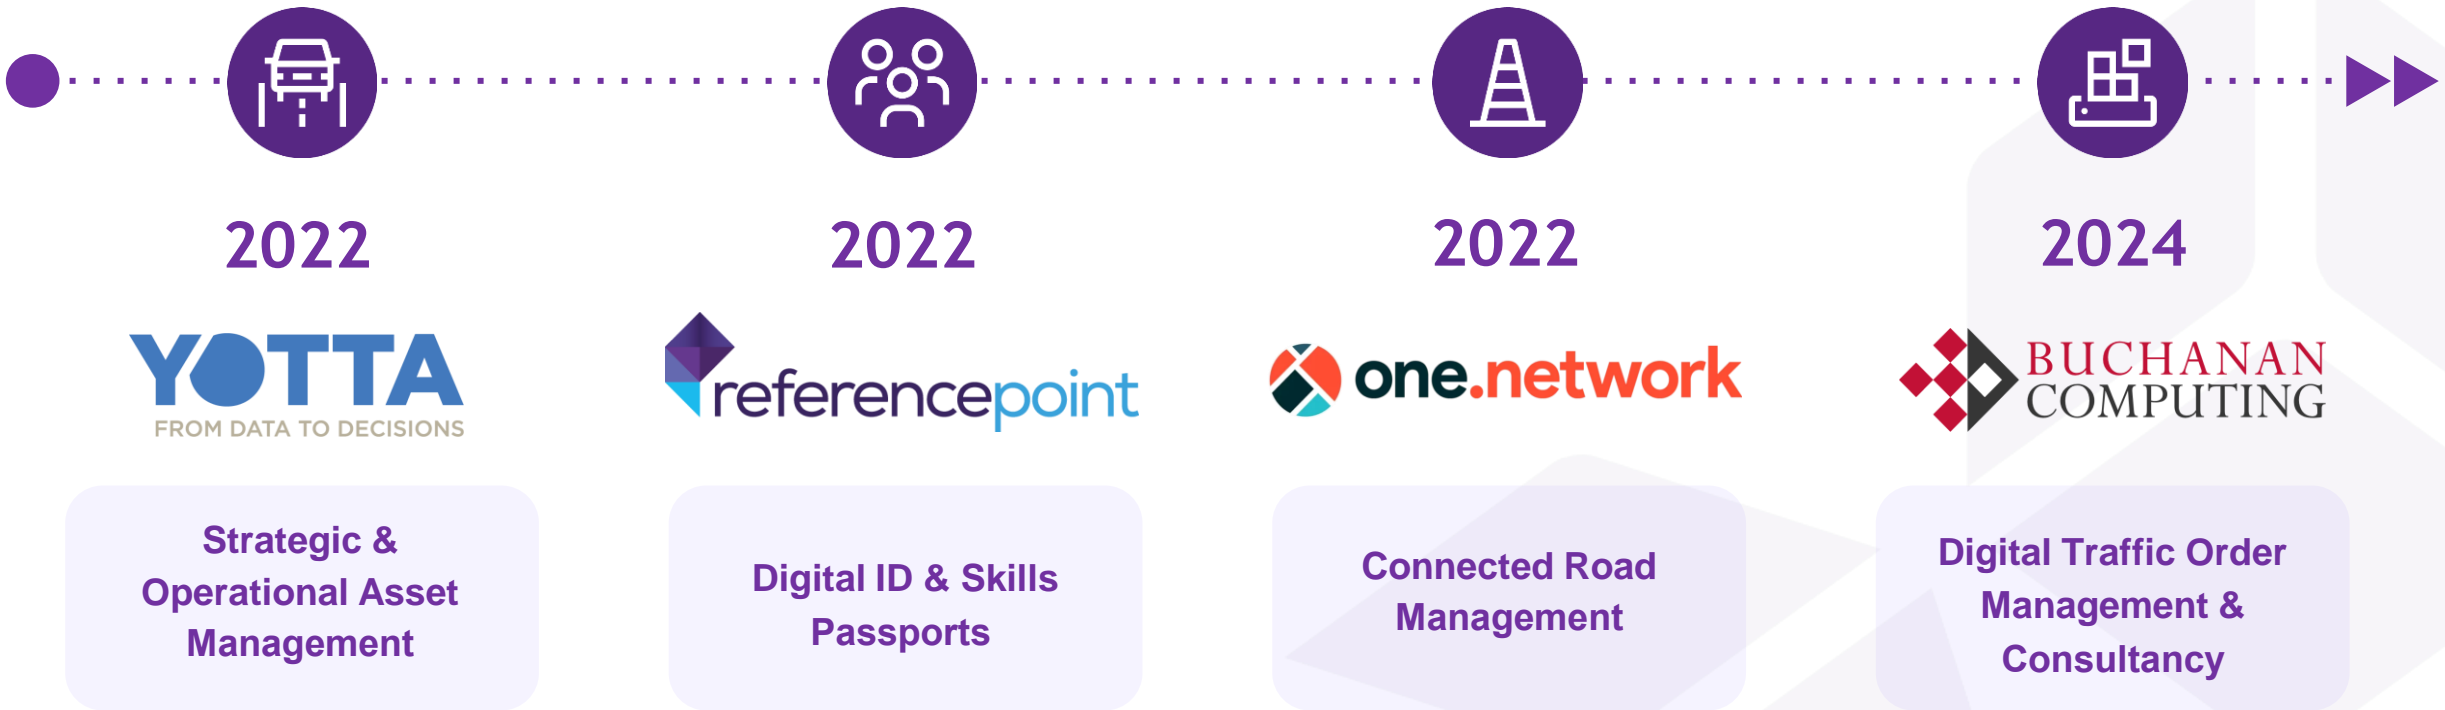 2022
2022
2022
2024
YOTTA
FROM DATA TO DECISIONS
referencepoint
one.network
BUCHANAN
COMPUTING
Strategic &
Operational Asset
Management
Digital ID & Skills
Passports
Connected Road
Management
Digital Traffic Order
Management &
Consultancy